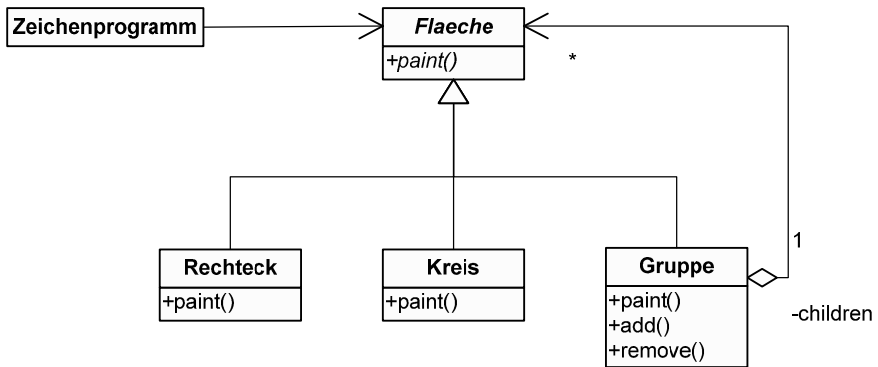 Zeichenprogramm
Flaeche
+paint()
*
Rechteck
+paint()
Kreis
+paint()
Gruppe
+paint()
+add()
+remove()
1
-children